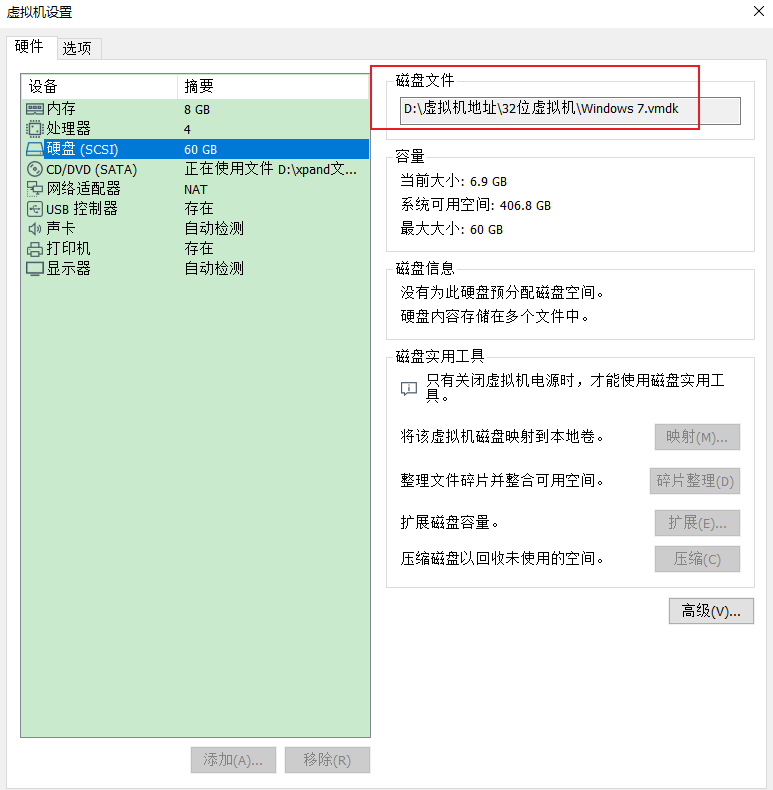 虚拟机设置
硬件 选项
设备 摘要
内存 8 GB
处理器 4
硬盘 (SCSI) 60 GB
CD/DVD (SATA) 正在使用文件 D:\xpand文...
网络适配器 NAT
USB 控制器 存在
声卡 自动检测
打印机 存在
显示器 自动检测
添加(A)... 移除(R)
磁盘文件
D:\虚拟机地址\32位虚拟机\Windows 7.vmdk
容量
当前大小: 6.9 GB
系统可用空间: 406.8 GB
最大大小: 60 GB
磁盘信息
没有为此硬盘预分配磁盘空间。
硬盘内容存储在多个文件中。
磁盘实用工具
只有关闭虚拟机电源时，才能使用磁盘实用工
具。
将该虚拟机磁盘映射到本地卷。 映射(M)...
整理文件碎片并整合可用空间。 碎片整理(D)
扩展磁盘容量。 扩展(E)...
压缩磁盘以回收未使用的空间。 压缩(C)
高级(V)...